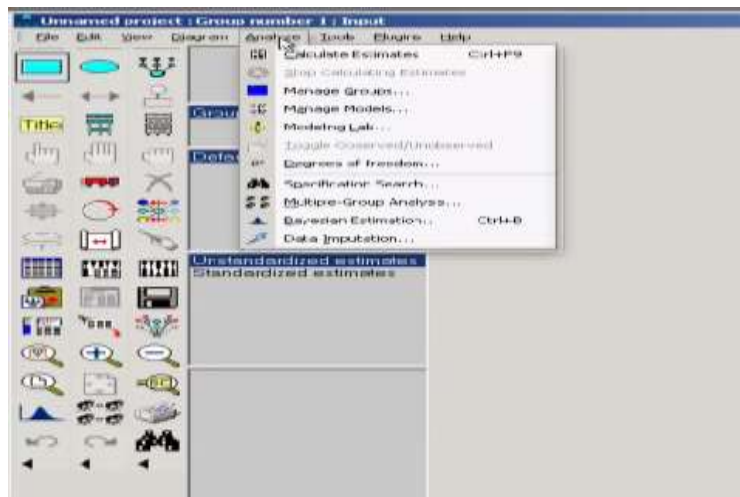 Unnamed project : Group number 1 : Input
File Edit View Diagram Analyze Tools Plugins Help
Calculate Estimates Ctrl+F9
Stop Calculating Estimates
Manage Groups...
Manage Models...
Modeling Lab...
Toggle Observed/Unobserved
Degrees of freedom...
Specification Search...
Multiple-Group Analysis...
Bayesian Estimation... Ctrl+B
Data Imputation...
Title
Grou
Defa
Unstandardized estimates
Standardized estimates